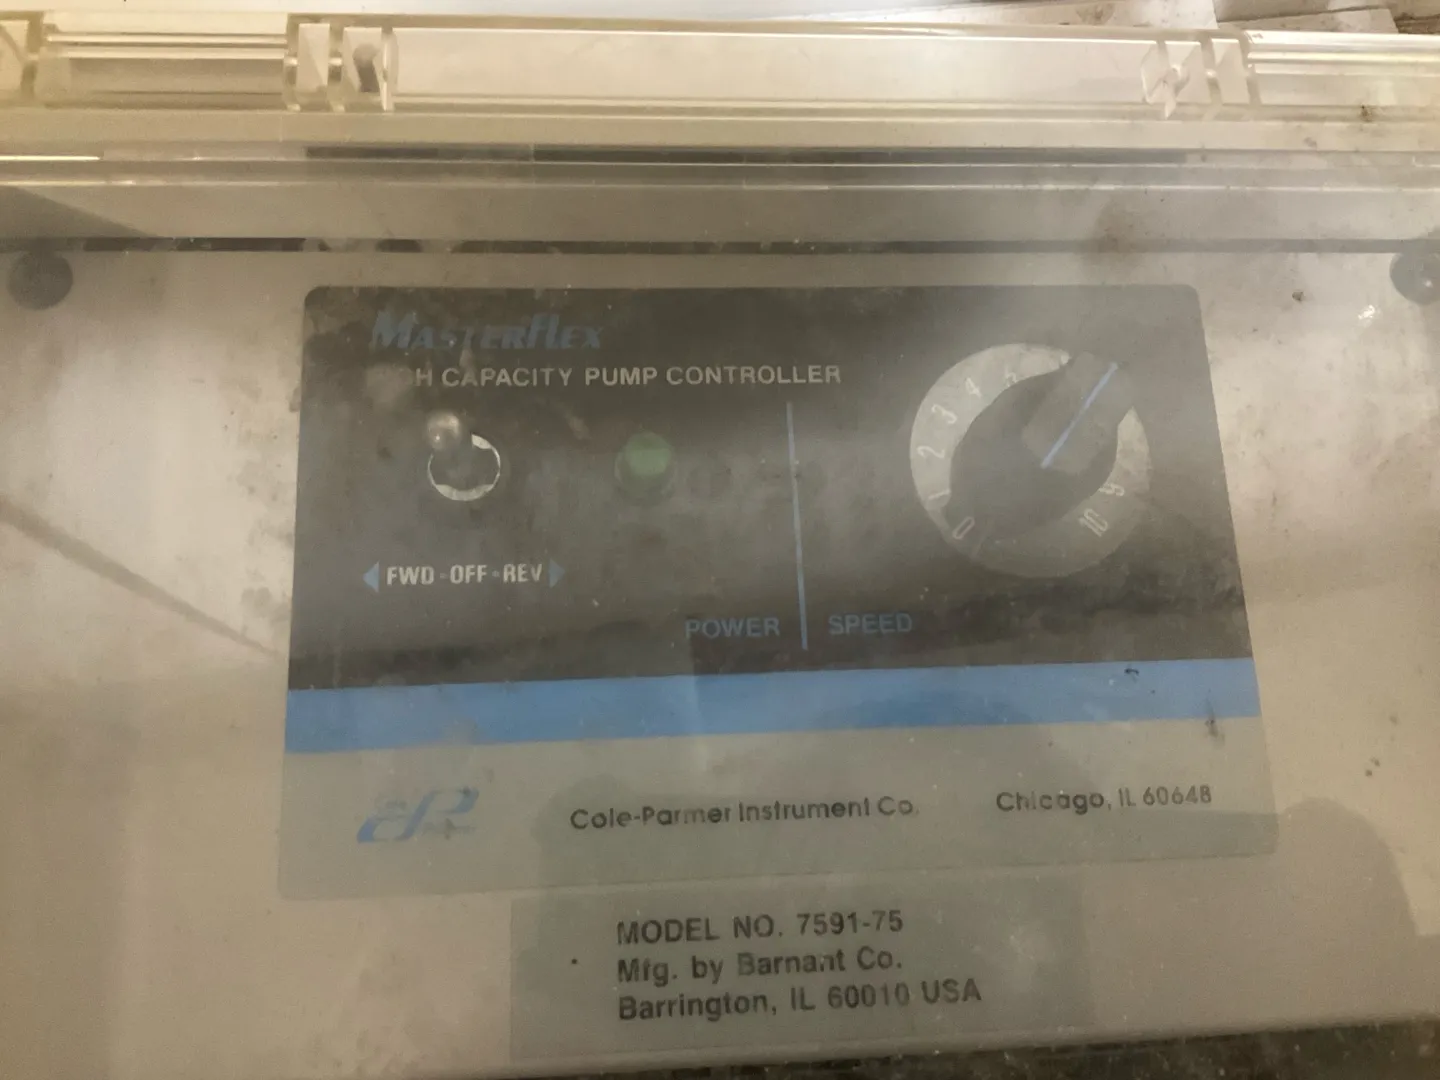 MASTERFLEX
H CAPACITY PUMP CONTROLLER
FWD-OFF-REV
POWER
SPEED
0 1 2 3 4 5 9 10
Cole-Parmer Instrument Co.
Chicago, IL 60648
MODEL NO. 7591-75
Mfg. by Barnant Co.
Barrington, IL 60010 USA